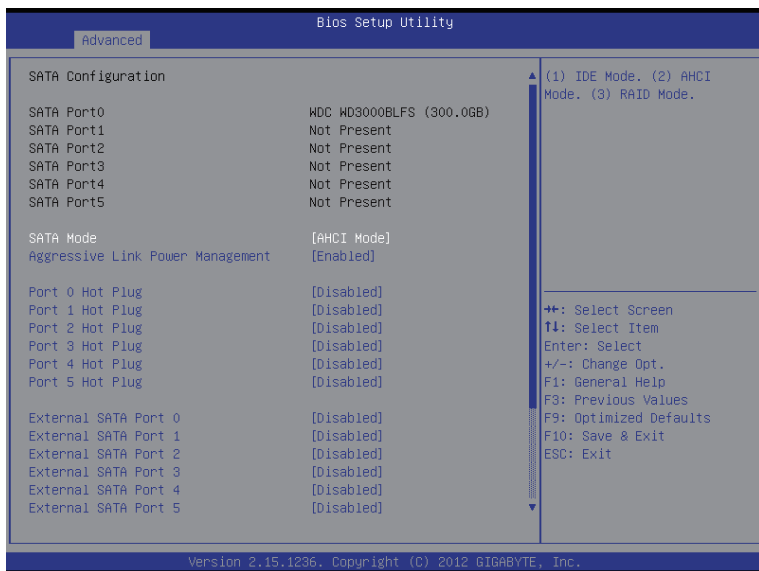 Bios Setup Utility
Advanced
SATA Configuration
SATA Port0 WDC WD3000BLFS (300.0GB)
SATA Port1 Not Present
SATA Port2 Not Present
SATA Port3 Not Present
SATA Port4 Not Present
SATA Port5 Not Present
SATA Mode [AHCI Mode]
Aggressive Link Power Management [Enabled]
Port 0 Hot Plug [Disabled]
Port 1 Hot Plug [Disabled]
Port 2 Hot Plug [Disabled]
Port 3 Hot Plug [Disabled]
Port 4 Hot Plug [Disabled]
Port 5 Hot Plug [Disabled]
External SATA Port 0 [Disabled]
External SATA Port 1 [Disabled]
External SATA Port 2 [Disabled]
External SATA Port 3 [Disabled]
External SATA Port 4 [Disabled]
External SATA Port 5 [Disabled]
(1) IDE Mode. (2) AHCI
Mode. (3) RAID Mode.
→←: Select Screen
↑↓: Select Item
Enter: Select
+/-: Change Opt.
F1: General Help
F3: Previous Values
F9: Optimized Defaults
F10: Save & Exit
ESC: Exit
Version 2.15.1236. Copyright (C) 2012 GIGABYTE, Inc.